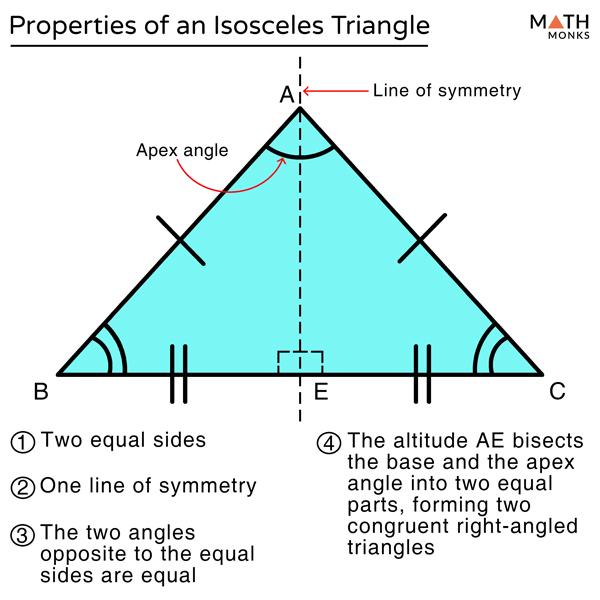 Properties of an Isosceles Triangle
MATH
MONKS
A
Line of symmetry
Apex angle
B
E
C
1 Two equal sides
2 One line of symmetry
3 The two angles
opposite to the equal
sides are equal
4 The altitude AE bisects
the base and the apex
angle into two equal
parts, forming two
congruent right-angled
triangles